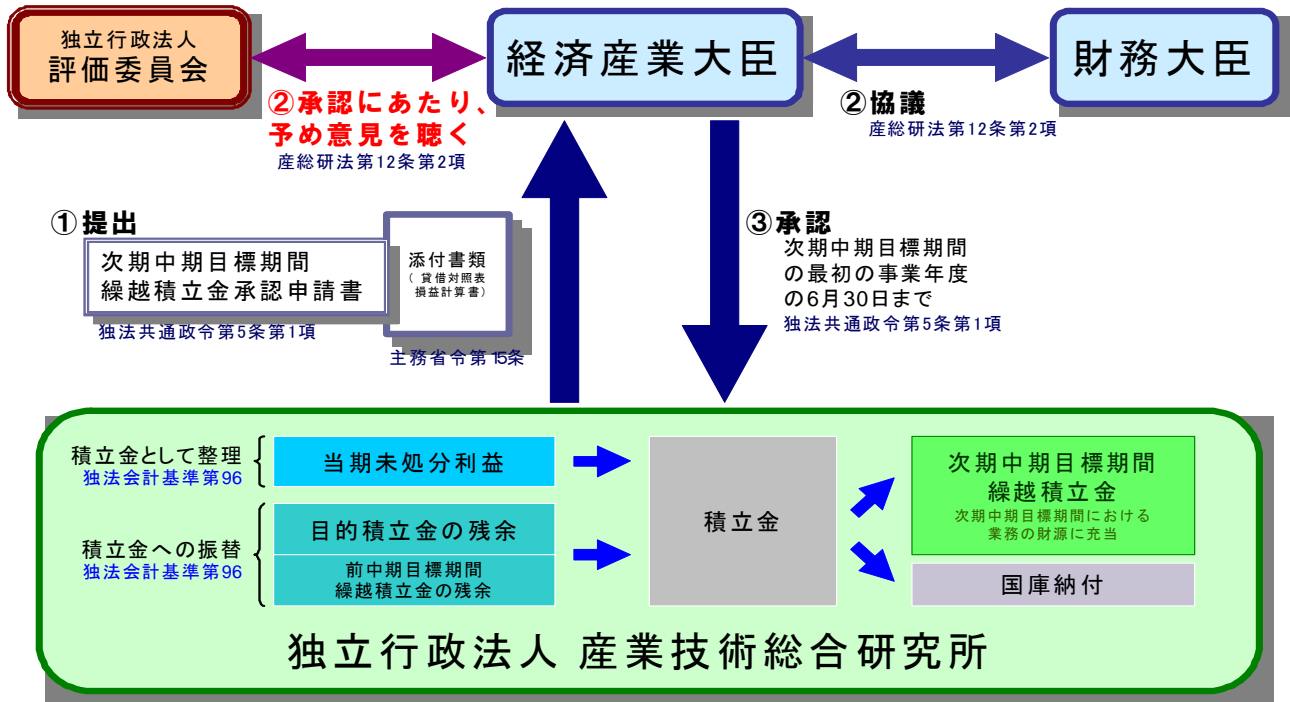 独立行政法人
評価委員会
経済産業大臣
財務大臣
②承認にあたり、
予め意見を聴く
産総研法第12条第2項
②協議
産総研法第12条第2項
①提出
次期中期目標期間
繰越積立金承認申請書
独法共通政令第5条第1項
添付書類
(貸借対照表
損益計算書)
主務省令第15条
③承認
次期中期目標期間
の最初の事業年度
の6月30日まで
独法共通政令第5条第1項
積立金として整理
独法会計基準第96
当期未処分利益
積立金への振替
独法会計基準第96
目的積立金の残余
前中期目標期間
繰越積立金の残余
積立金
次期中期目標期間
繰越積立金
次期中期目標期間における
業務の財源に充当
国庫納付
独立行政法人 産業技術総合研究所